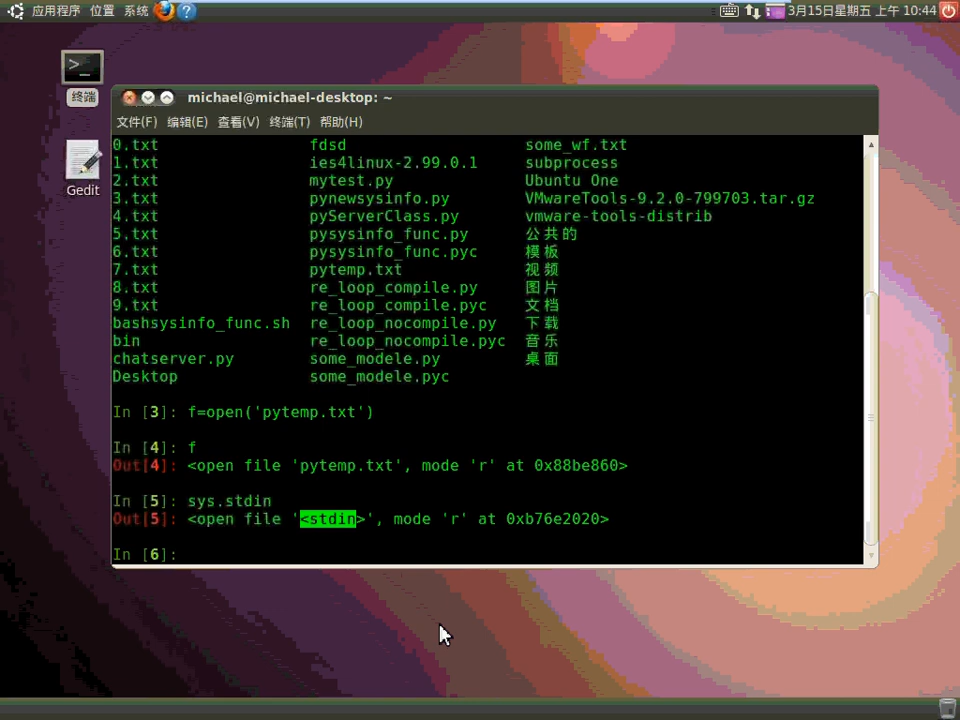 应用程序 位置 系统 ? 3月15日星期五 上午 10:44
终端
Gedit
michael@michael-desktop: ~
文件(F) 编辑(E) 查看(V) 终端(T) 帮助(H)
0.txt fdsd some_wf.txt
1.txt ies4linux-2.99.0.1 subprocess
2.txt mytest.py Ubuntu One
3.txt pynewsysinfo.py VMwareTools-9.2.0-799703.tar.gz
4.txt pyServerClass.py vmware-tools-distrib
5.txt pysysinfo_func.py 公共的
6.txt pysysinfo_func.pyc 模板
7.txt pytemp.txt 视频
8.txt re_loop_compile.py 图片
9.txt re_loop_compile.pyc 文档
bashsysinfo_func.sh re_loop_nocompile.py 下载
bin re_loop_nocompile.pyc 音乐
chatserver.py some_modele.py 桌面
Desktop some_modele.pyc
In [3]: f=open('pytemp.txt')
In [4]: f
Out[4]: <open file 'pytemp.txt', mode 'r' at 0x88be860>
In [5]: sys.stdin
Out[5]: <open file '<stdin>', mode 'r' at 0xb76e2020>
In [6]: